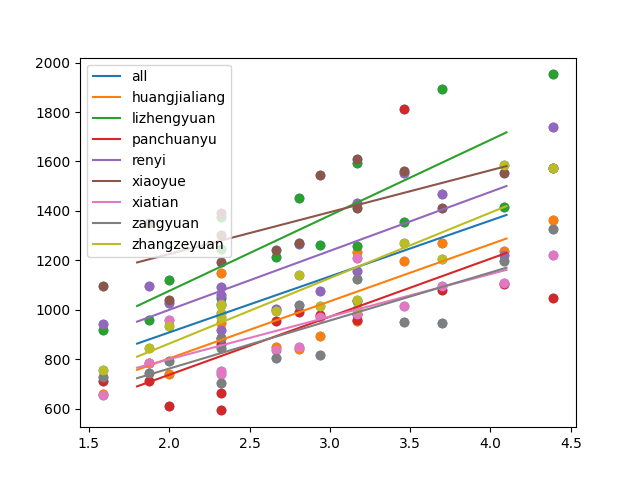 2000
1800
1600
1400
1200
1000
800
600
all
huangjialiang
lizhengyuan
panchuanyu
renyi
xiaoyue
xiatian
zangyuan
zhangzeyuan
1.5 2.0 2.5 3.0 3.5 4.0 4.5